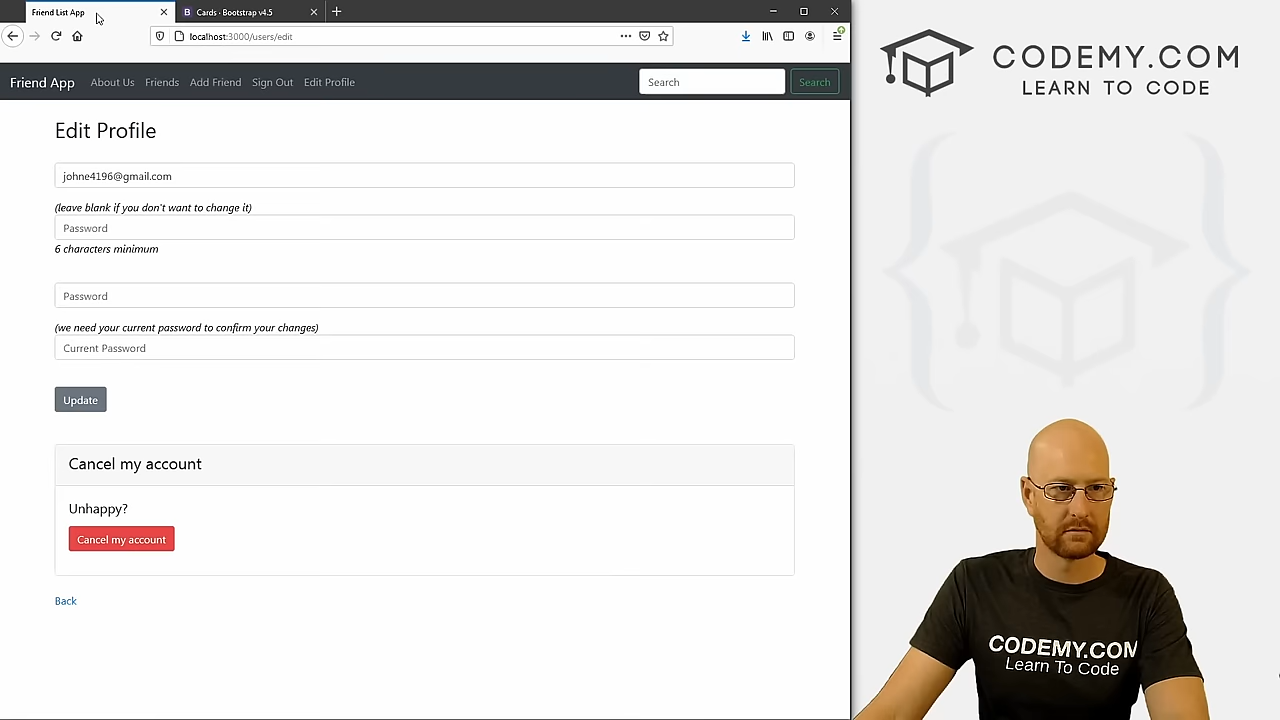 Friend List App
B Cards · Bootstrap v4.5
localhost:3000/users/edit
Friend App About Us Friends Add Friend Sign Out Edit Profile Search Search
Edit Profile
johne4196@gmail.com
(leave blank if you don't want to change it)
Password
6 characters minimum
Password
(we need your current password to confirm your changes)
Current Password
Update
Cancel my account
Unhappy?
Cancel my account
Back
CODEMY.COM
LEARN TO CODE
CODEMY.COM
Learn To Code